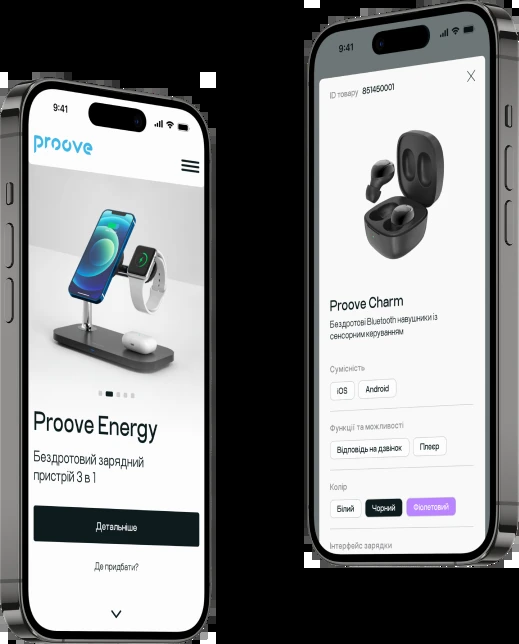 9:41
proove
Proove Energy
Бездротовий зарядний
пристрій 3 в 1
Детальніше
Де придбати?
9:41
ID товару 851450001
Proove Charm
Бездротові Bluetooth навушники із
сенсорним керуванням
Сумісність
iOS Android
Функції та можливості
Відповідь на дзвінок Плеєр
Колір
Білий Чорний Фіолетовий
Інтерфейс зарядки